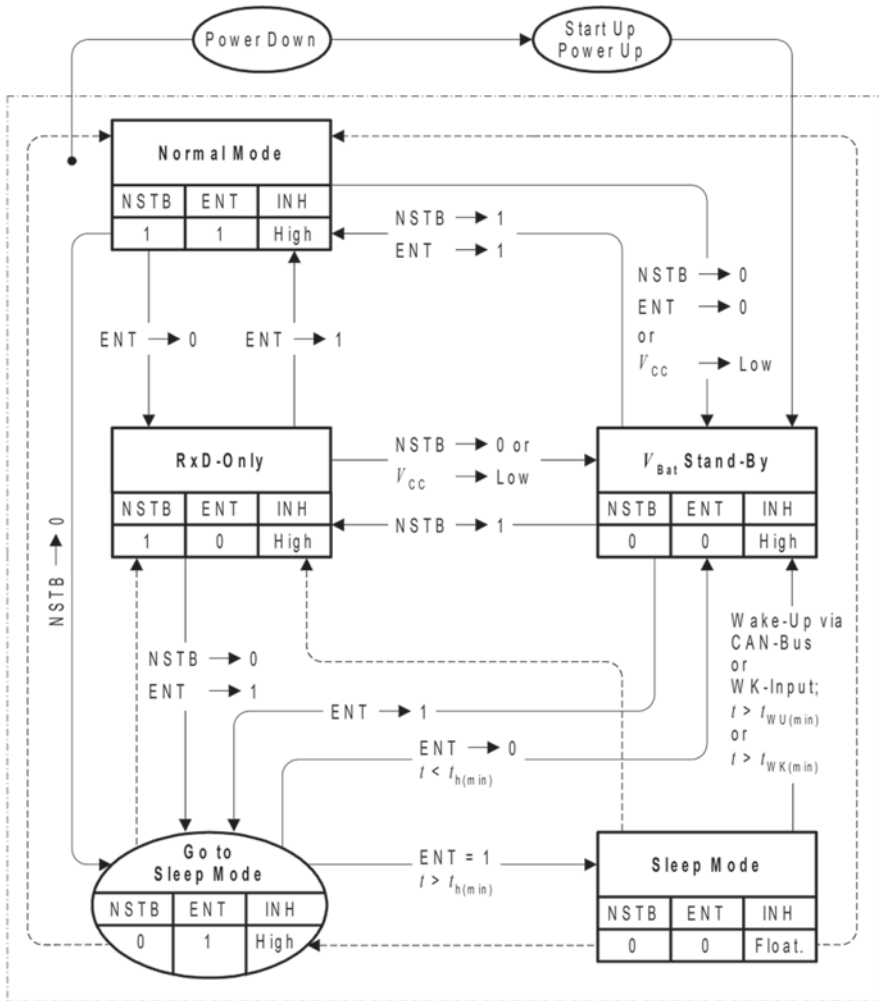 Power Down
Start Up
Power Up
Normal Mode
NSTB ENT INH
1 1 High
NSTB → 1
ENT → 1
NSTB → 0
ENT → 0
or
VCC → Low
ENT → 0
ENT → 1
RxD-Only
NSTB ENT INH
1 0 High
NSTB → 0 or
VCC → Low
NSTB → 1
VBat Stand-By
NSTB ENT INH
0 0 High
NSTB → 0
NSTB → 0
ENT → 1
ENT → 1
ENT → 0
t < th(min)
Wake-Up via
CAN-Bus
or
WK-Input;
t > tWU(min)
or
t > tWK(min)
Go to
Sleep Mode
NSTB ENT INH
0 1 High
ENT = 1
t > th(min)
Sleep Mode
NSTB ENT INH
0 0 Float.